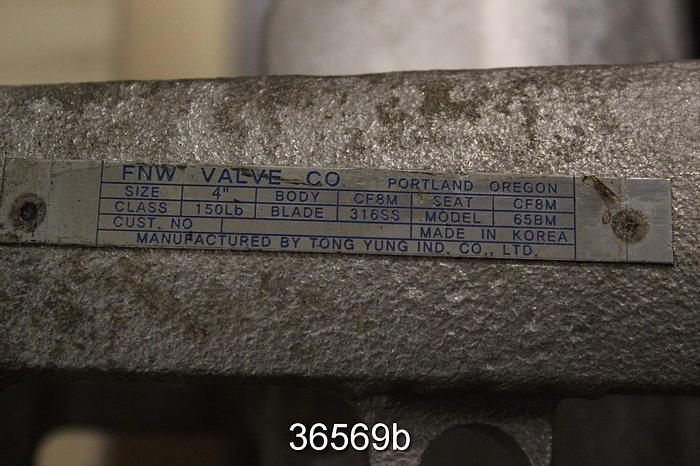 FNW VALVE CO. PORTLAND OREGON
SIZE 4" BODY CF8M SEAT CF8M
CLASS 150Lb BLADE 316SS MODEL 65BM
CUST. NO MADE IN KOREA
MANUFACTURED BY TONG YUNG IND. CO., LTD.
36569b